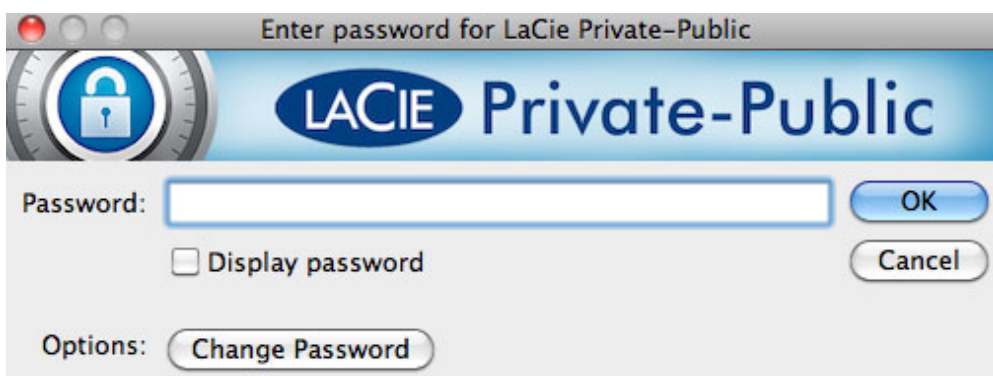 Enter password for LaCie Private-Public
LACIE Private-Public
Password:
OK
Display password
Cancel
Options: Change Password